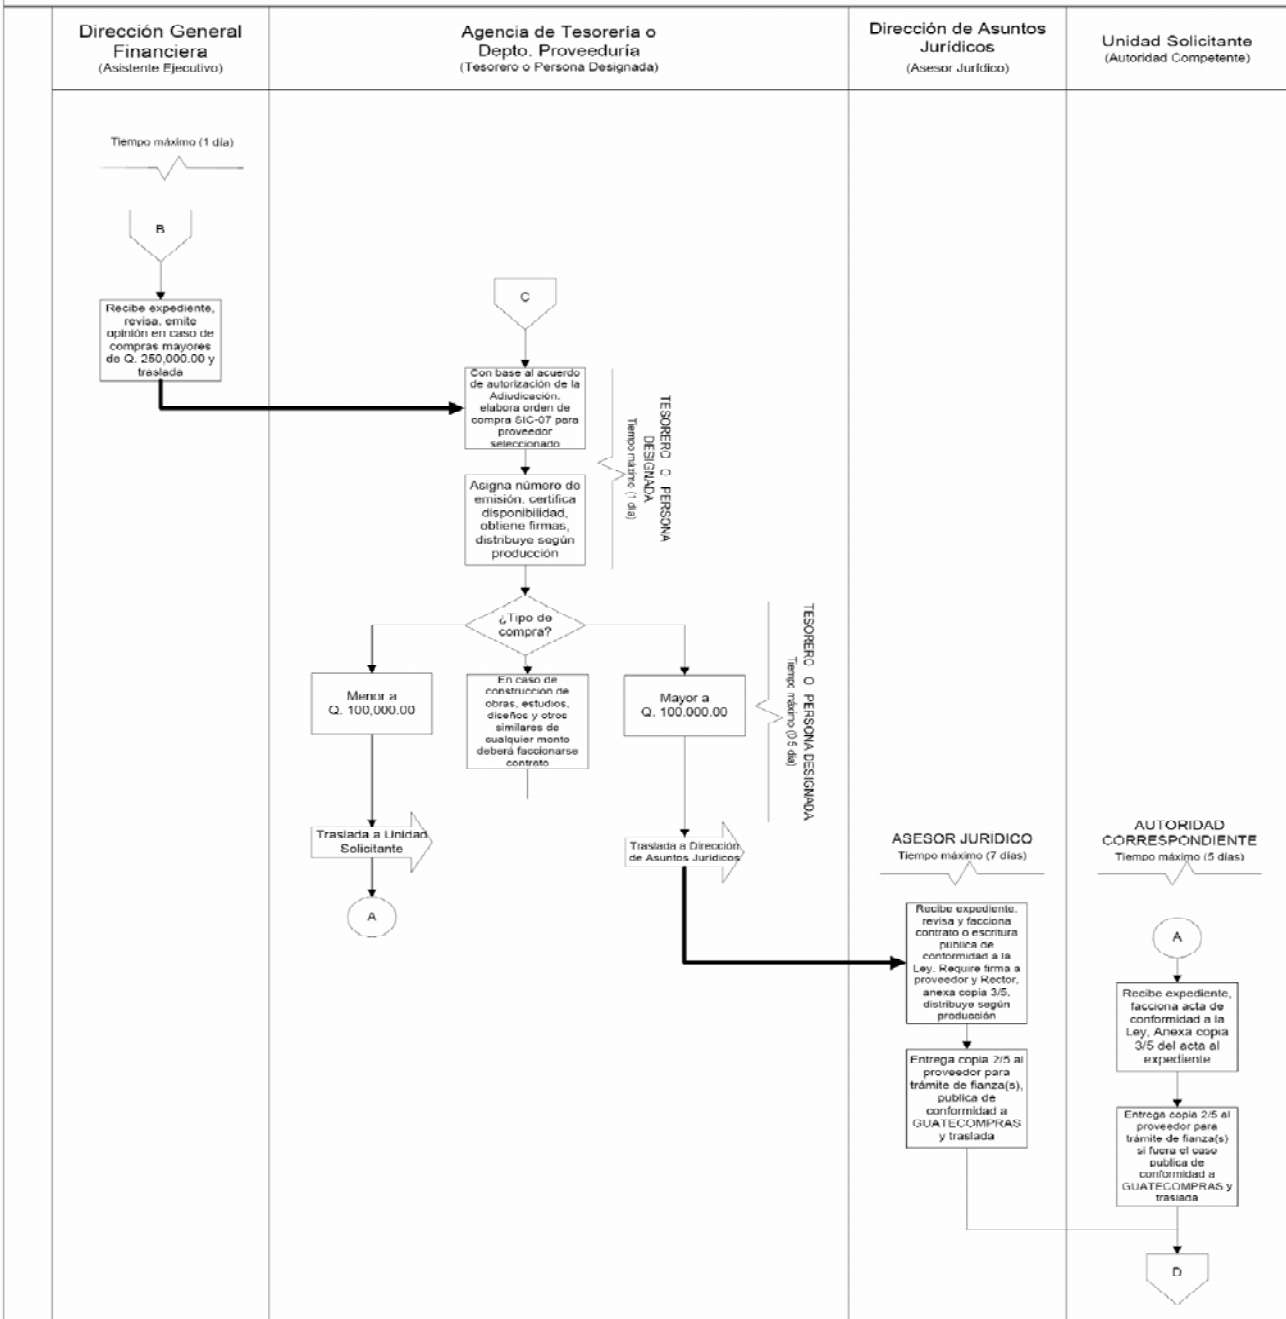 Dirección General
Financiera
(Asistente Ejecutivo)
Agencia de Tesorería o
Depto. Proveeduría
(Tesorero o Persona Designada)
Dirección de Asuntos
Jurídicos
(Asesor Jurídico)
Unidad Solicitante
(Autoridad Competente)
Tiempo máximo (1 día)
B
Recibe expediente,
revisa, emite
opinión en caso de
compras mayores
de Q. 250,000.00 y
traslada
C
Con base al acuerdo
de autorización de la
Adjudicación,
elabora orden de
compra SIC-07 para
proveedor
seleccionado
TESORERO O PERSONA
DESIGNADA
Tiempo máximo (1 día)
Asigna número de
emisión, certifica
disponibilidad,
obtiene firmas,
distribuye según
producción
¿Tipo de
compra?
Menor a
Q. 100,000.00
En caso de
construcción de
obras, estudios,
diseños y otros
similares de
cualquier monto
deberá faccionarse
contrato
Mayor a
Q. 100.000.00
TESORERO O PERSONA DESIGNADA
Tiempo máximo (0.5 día)
Traslada a Unidad
Solicitante
A
Traslada a Dirección
de Asuntos Jurídicos
ASESOR JURÍDICO
Tiempo máximo (7 días)
Recibe expediente,
revisa y facciona
contrato o escritura
pública de
conformidad a la
Ley. Require firma a
proveedor y Rector,
anexa copia 3/5,
distribuye según
producción
Entrega copia 2/5 al
proveedor para
trámite de fianza(s),
publica de
conformidad a
GUATECOMPRAS
y traslada
AUTORIDAD
CORRESPONDIENTE
Tiempo máximo (5 días)
A
Recibe expediente,
facciona acta de
conformidad a la
Ley, Anexa copia
3/5 del acta al
expediente
Entrega copia 2/5 al
proveedor para
trámite de fianza(s)
si fuera el caso
publica de
conformidad a
GUATECOMPRAS y
traslada
D